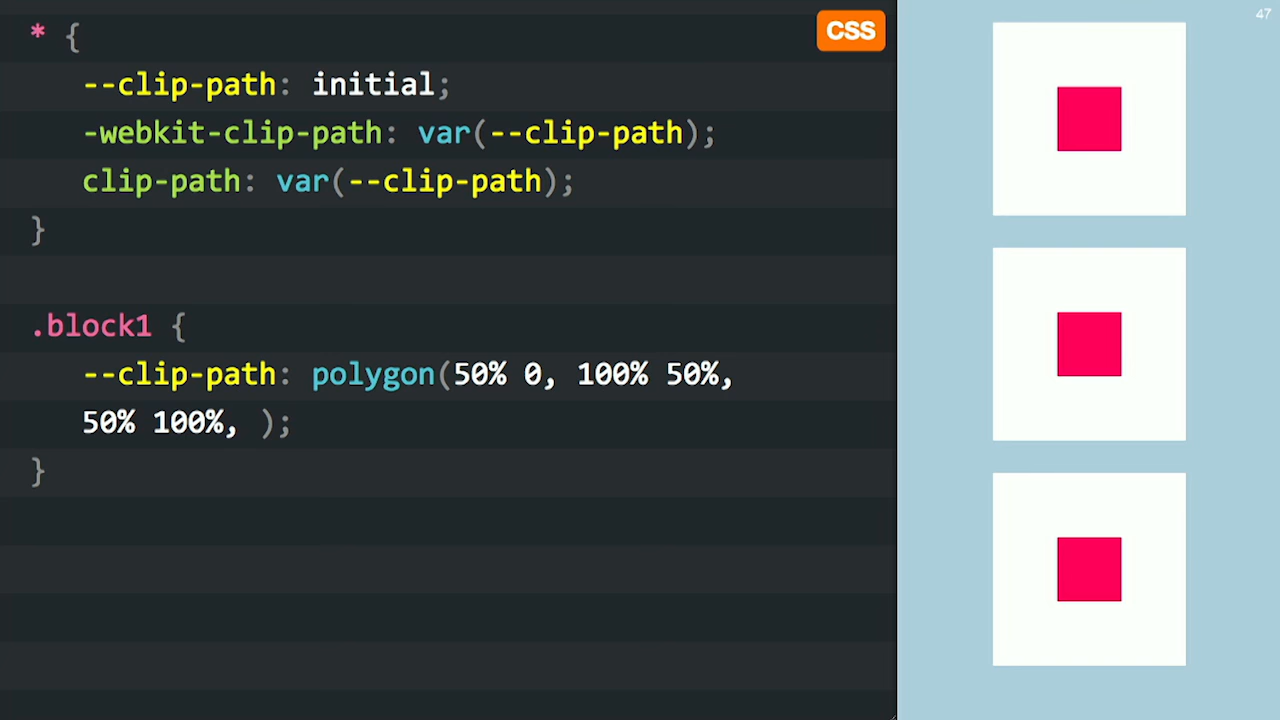 * {
--clip-path: initial;
-webkit-clip-path: var(--clip-path);
clip-path: var(--clip-path);
}
.block1 {
--clip-path: polygon(50% 0, 100% 50%,
50% 100%, );
}
CSS
47